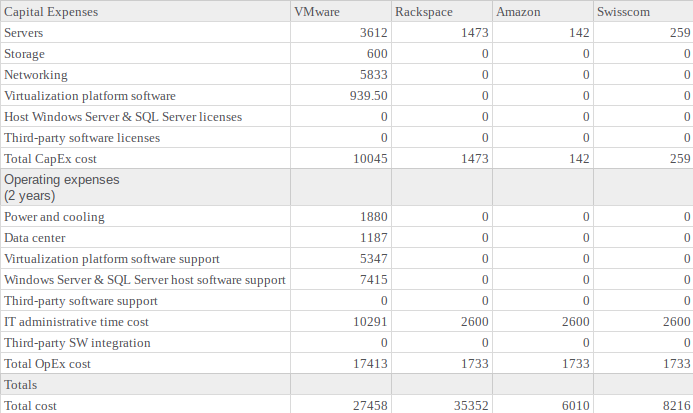 Capital Expenses VMware Rackspace Amazon Swisscom
Servers 3612 1473 142 259
Storage 600 0 0 0
Networking 5833 0 0 0
Virtualization platform software 939.50 0 0 0
Host Windows Server & SQL Server licenses 0 0 0 0
Third-party software licenses 0 0 0 0
Total CapEx cost 10045 1473 142 259
Operating expenses
(2 years)
Power and cooling 1880 0 0 0
Data center 1187 0 0 0
Virtualization platform software support 5347 0 0 0
Windows Server & SQL Server host software support 7415 0 0 0
Third-party software support 0 0 0 0
IT administrative time cost 10291 2600 2600 2600
Third-party SW integration 0 0 0 0
Total OpEx cost 17413 1733 1733 1733
Totals
Total cost 27458 35352 6010 8216